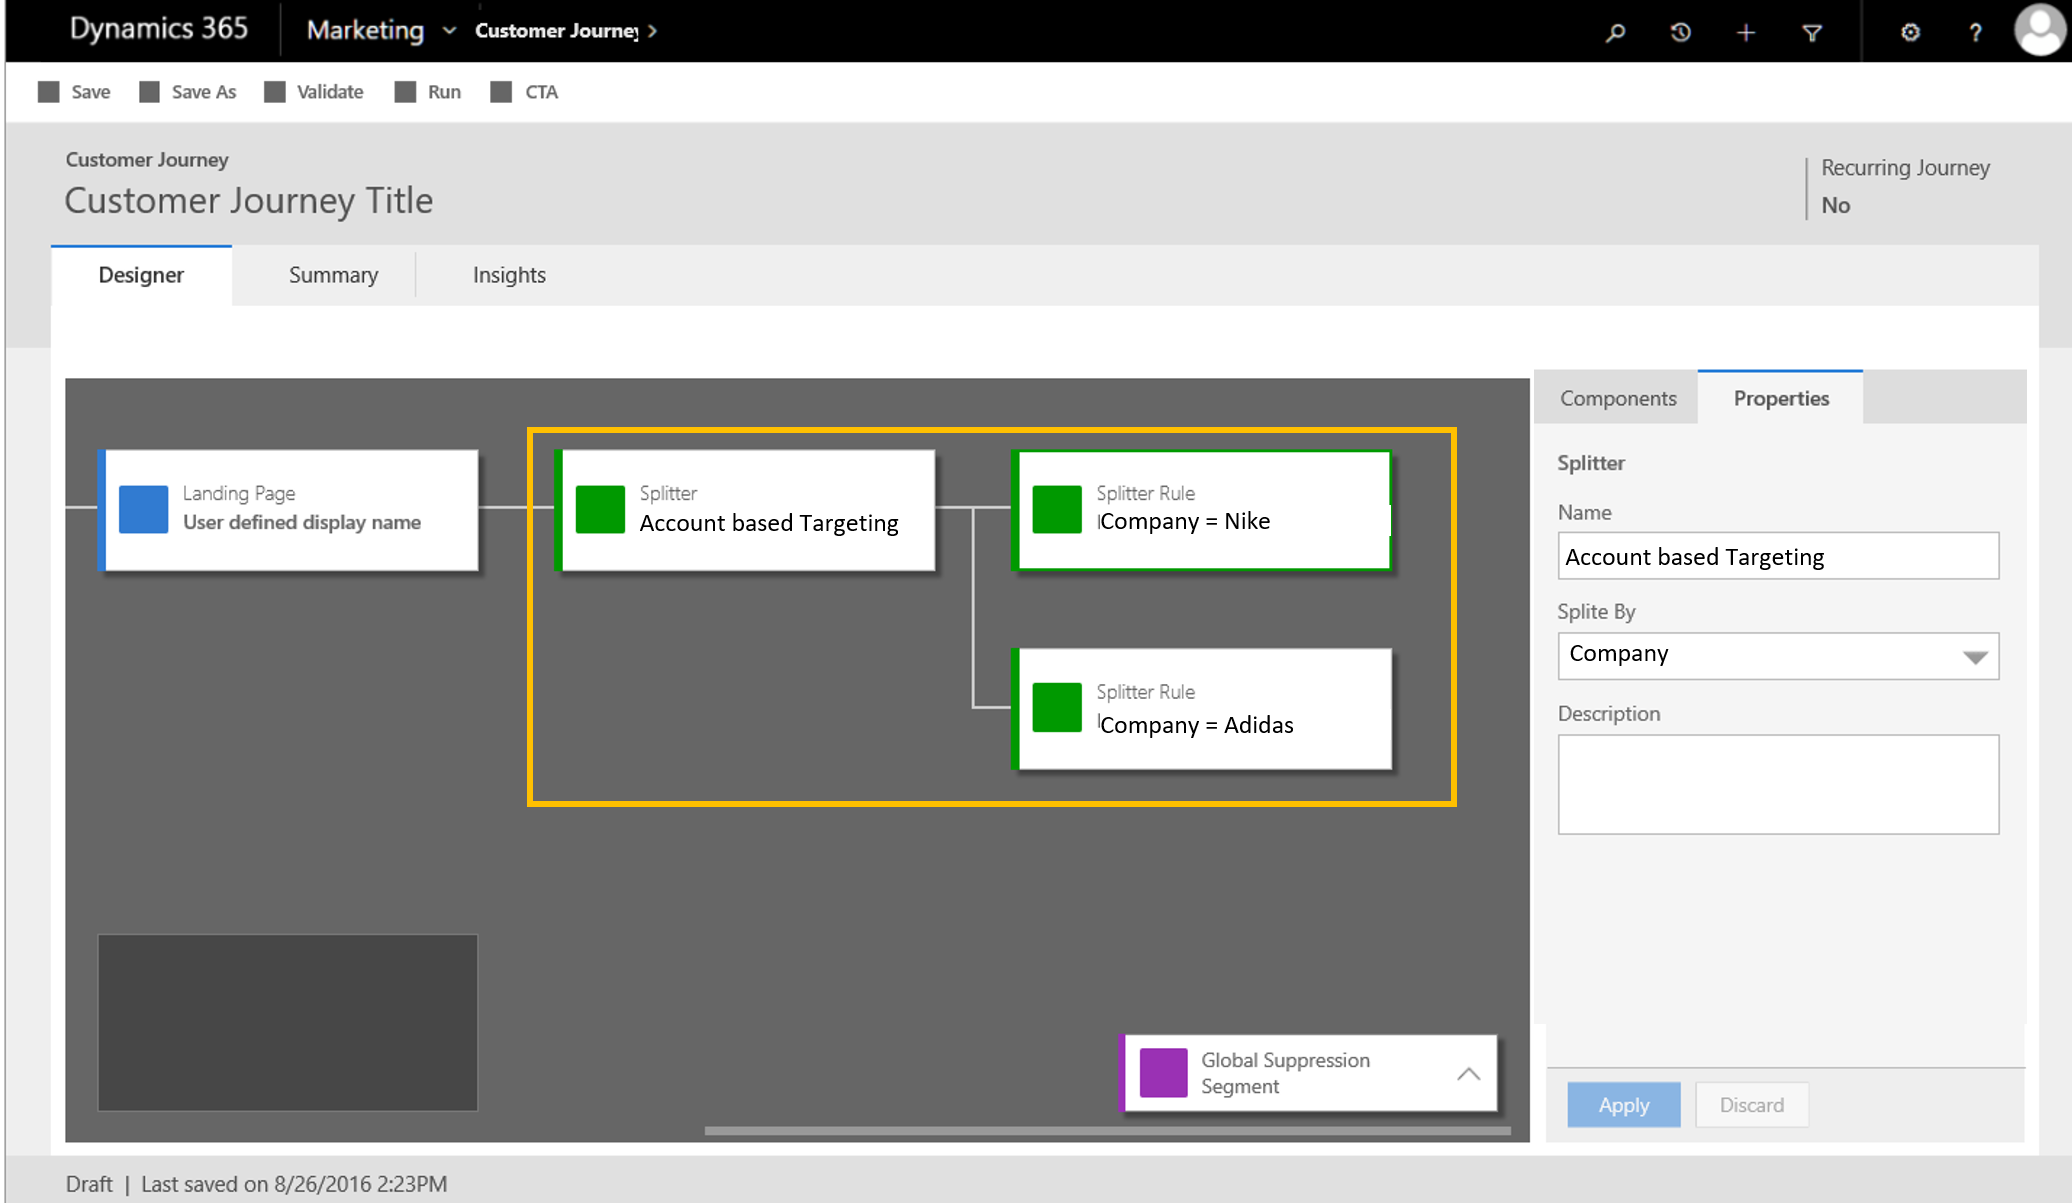 Dynamics 365
Marketing
Customer Journey
Save
Save As
Validate
Run
CTA
Customer Journey
Customer Journey Title
Recurring Journey
No
Designer
Summary
Insights
Landing Page
User defined display name
Splitter
Account based Targeting
Splitter Rule
Company = Nike
Splitter Rule
Company = Adidas
Global Suppression
Segment
Components
Properties
Splitter
Name
Account based Targeting
Splite By
Company
Description
Apply
Discard
Draft | Last saved on 8/26/2016 2:23PM